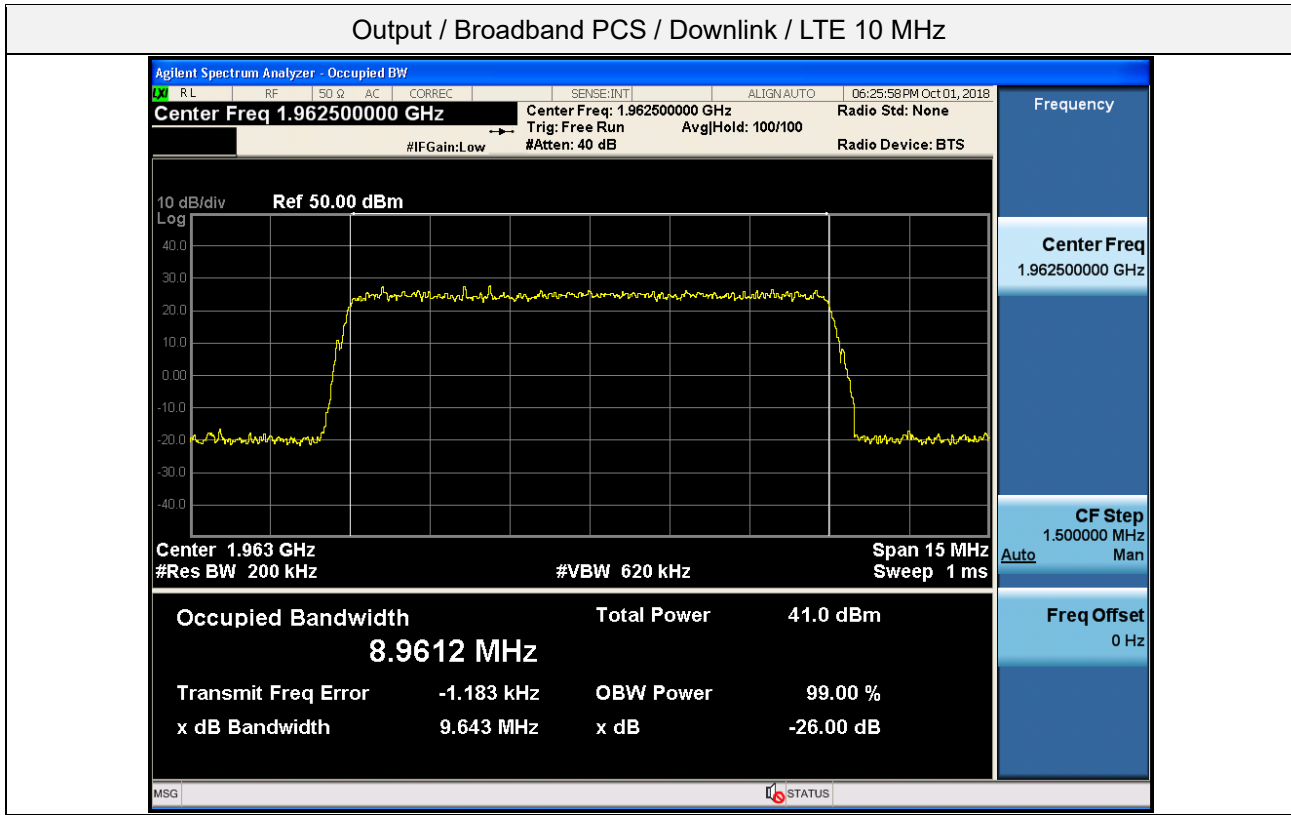 Output / Broadband PCS / Downlink / LTE 10 MHz
Agilent Spectrum Analyzer - Occupied BW
LXI RL RF 50 Ω AC CORREC SENSE:INT ALIGN AUTO 06:25:58 PM Oct 01, 2018
Center Freq 1.962500000 GHz
Center Freq: 1.962500000 GHz
Radio Std: None
Trig: Free Run Avg|Hold: 100/100
#IFGain:Low
#Atten: 40 dB
Radio Device: BTS
10 dB/div Ref 50.00 dBm
Log
40.0
30.0
20.0
10.0
0.00
-10.0
-20.0
-30.0
-40.0
Center 1.963 GHz
Span 15 MHz
#Res BW 200 kHz
#VBW 620 kHz
Sweep 1 ms
Occupied Bandwidth
Total Power 41.0 dBm
8.9612 MHz
Transmit Freq Error -1.183 kHz
OBW Power 99.00 %
x dB Bandwidth 9.643 MHz
x dB -26.00 dB
MSG
STATUS
Frequency
Center Freq
1.962500000 GHz
CF Step
1.500000 MHz
Auto Man
Freq Offset
0 Hz